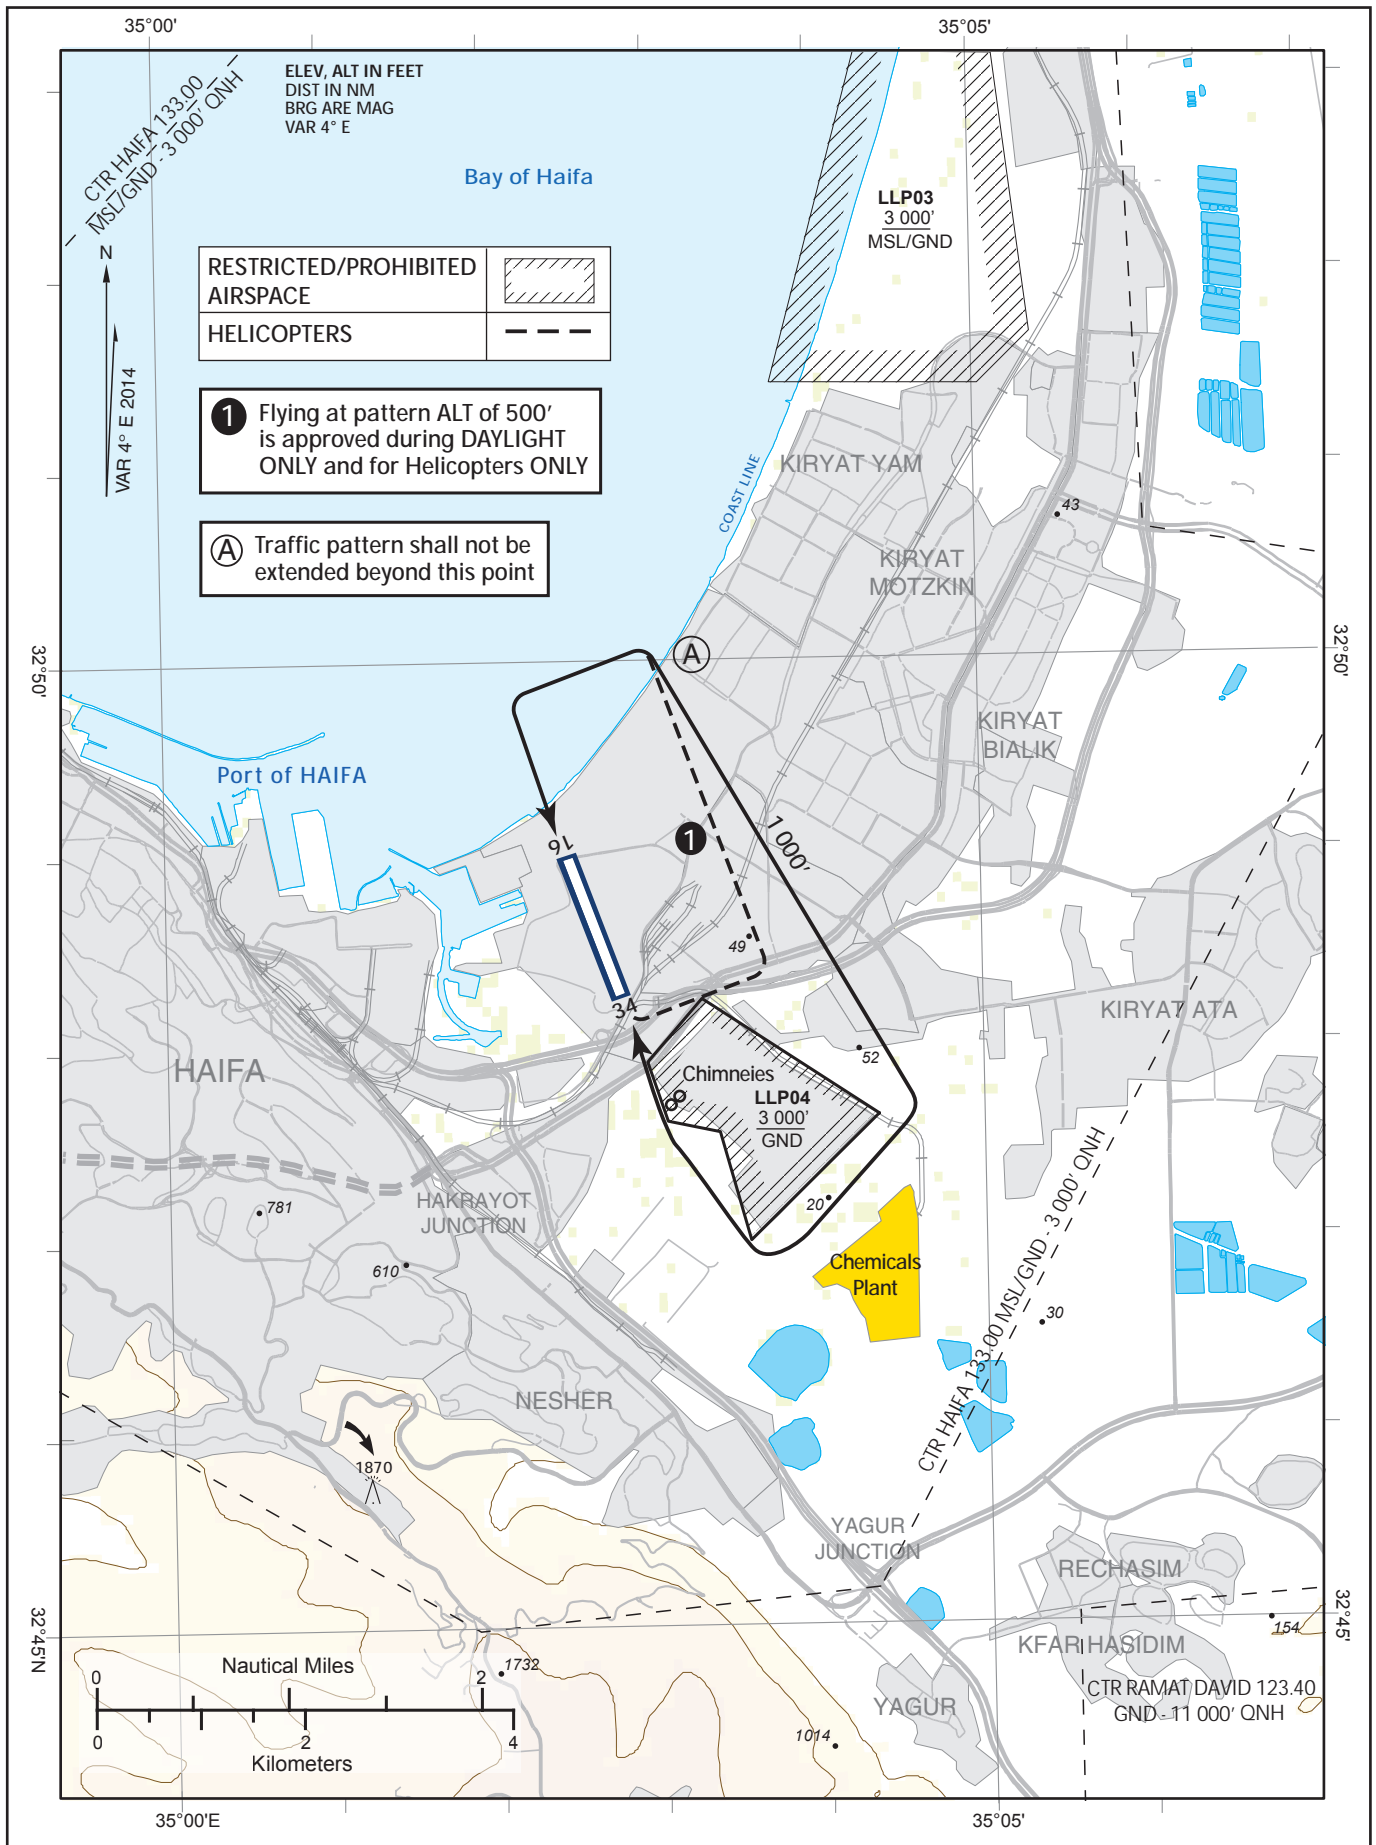 35°00'
35°05'
CTR HAIFA 133.00
MSL/GND - 3 000' QNH
ELEV, ALT IN FEET
DIST IN NM
BRG ARE MAG
VAR 4° E
Bay of Haifa
LLP03
3 000'
MSL/GND
N
VAR 4° E 2014
RESTRICTED/PROHIBITED
AIRSPACE
HELICOPTERS
1 Flying at pattern ALT of 500'
is approved during DAYLIGHT
ONLY and for Helicopters ONLY
A Traffic pattern shall not be
extended beyond this point
COAST LINE
KIRYAT YAM
43
KIRYAT
MOTZKIN
32°50'
A
32°50'
KIRYAT
BIALIK
Port of HAIFA
16
1
1 000'
49
34
KIRYAT ATA
52
HAIFA
Chimneies
LLP04
3 000'
GND
781
HAKRAYOT
JUNCTION
20
610
Chemicals
Plant
30
CTR HAIFA 133.00 MSL/GND - 3 000' QNH
NESHER
1870
YAGUR
JUNCTION
RECHASIM
32°45'N
32°45'
154
KFAR HASIDIM
1732
CTR RAMAT DAVID 123.40
GND - 11 000' QNH
YAGUR
1014
Nautical Miles
0
2
0
2
4
Kilometers
35°00'E
35°05'